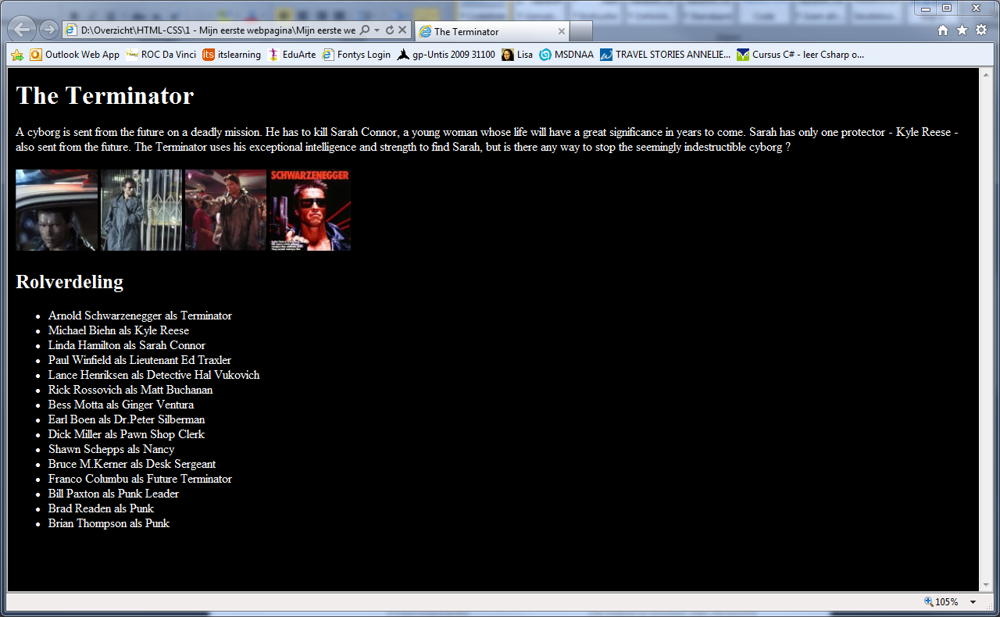 D:\Overzicht\HTML-CSS\1 - Mijn eerste webpagina\Mijn eerste we
The Terminator
Outlook Web App ROC Da Vinci its itslearning EduArte Fontys Login gp-Untis 2009 31100 Lisa MSDNAA TRAVEL STORIES ANNELIE... Cursus C# - leer Csharp o...
The Terminator
A cyborg is sent from the future on a deadly mission. He has to kill Sarah Connor, a young woman whose life will have a great significance in years to come. Sarah has only one protector - Kyle Reese -
also sent from the future. The Terminator uses his exceptional intelligence and strength to find Sarah, but is there any way to stop the seemingly indestructible cyborg ?
SCHWARZENEGGER
Rolverdeling
• Arnold Schwarzenegger als Terminator
• Michael Biehn als Kyle Reese
• Linda Hamilton als Sarah Connor
• Paul Winfield als Lieutenant Ed Traxler
• Lance Henriksen als Detective Hal Vukovich
• Rick Rossovich als Matt Buchanan
• Bess Motta als Ginger Ventura
• Earl Boen als Dr.Peter Silberman
• Dick Miller als Pawn Shop Clerk
• Shawn Schepps als Nancy
• Bruce M.Kerner als Desk Sergeant
• Franco Columbu als Future Terminator
• Bill Paxton als Punk Leader
• Brad Readen als Punk
• Brian Thompson als Punk
105%